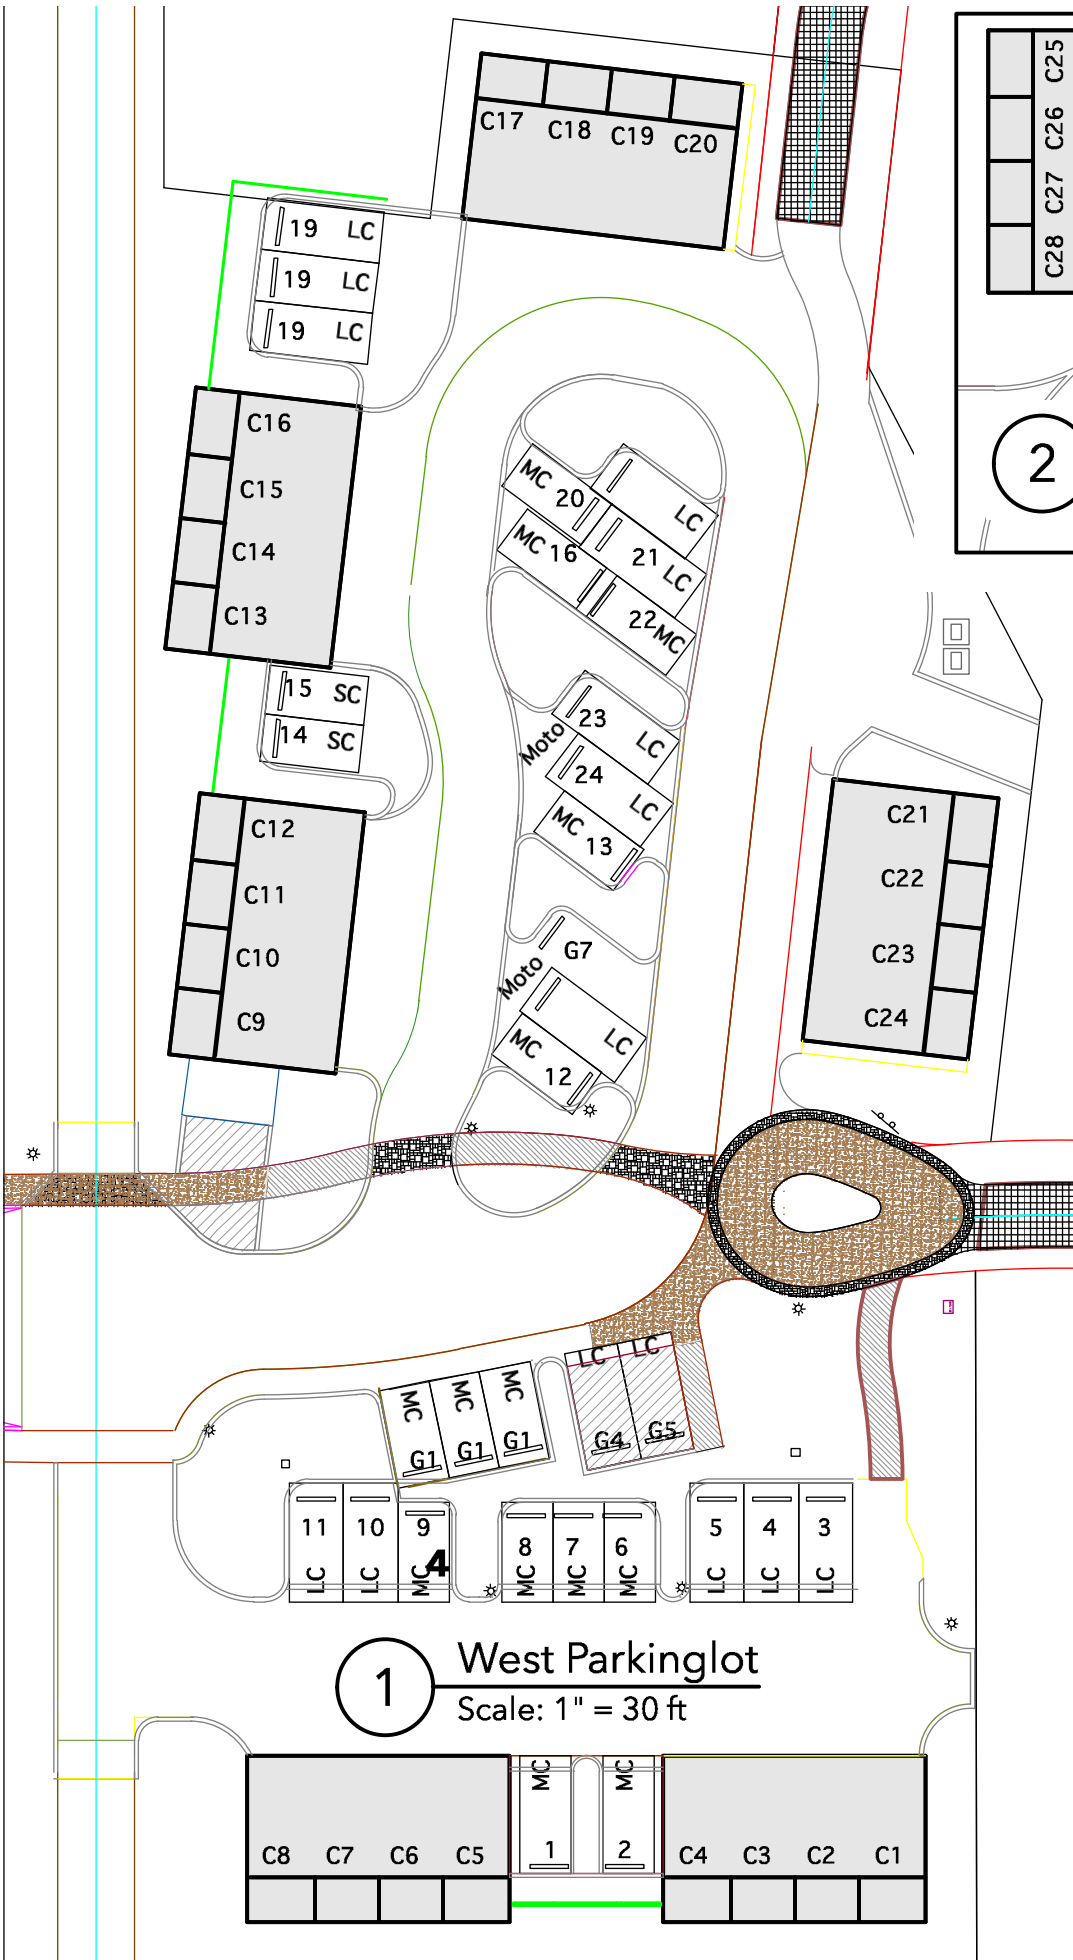 C17 C18 C19 C20
C25
C26
C27
C28
2
19 LC
19 LC
19 LC
C16
C15
C14
C13
MC 20
LC
MC 16
21 LC
22 MC
15 SC
14 SC
23 LC
Moto
24 LC
MC 13
C12
C11
C10
C9
G7
Moto
LC
MC 12
C21
C22
C23
C24
LC LC
MC MC MC
G1 G1 G1
G4 G5
11 10 9
LC LC MC
4
8 7 6
MC MC MC
5 4 3
LC LC LC
1 West Parkinglot
Scale: 1" = 30 ft
MC MC
1 2
C8 C7 C6 C5
C4 C3 C2 C1